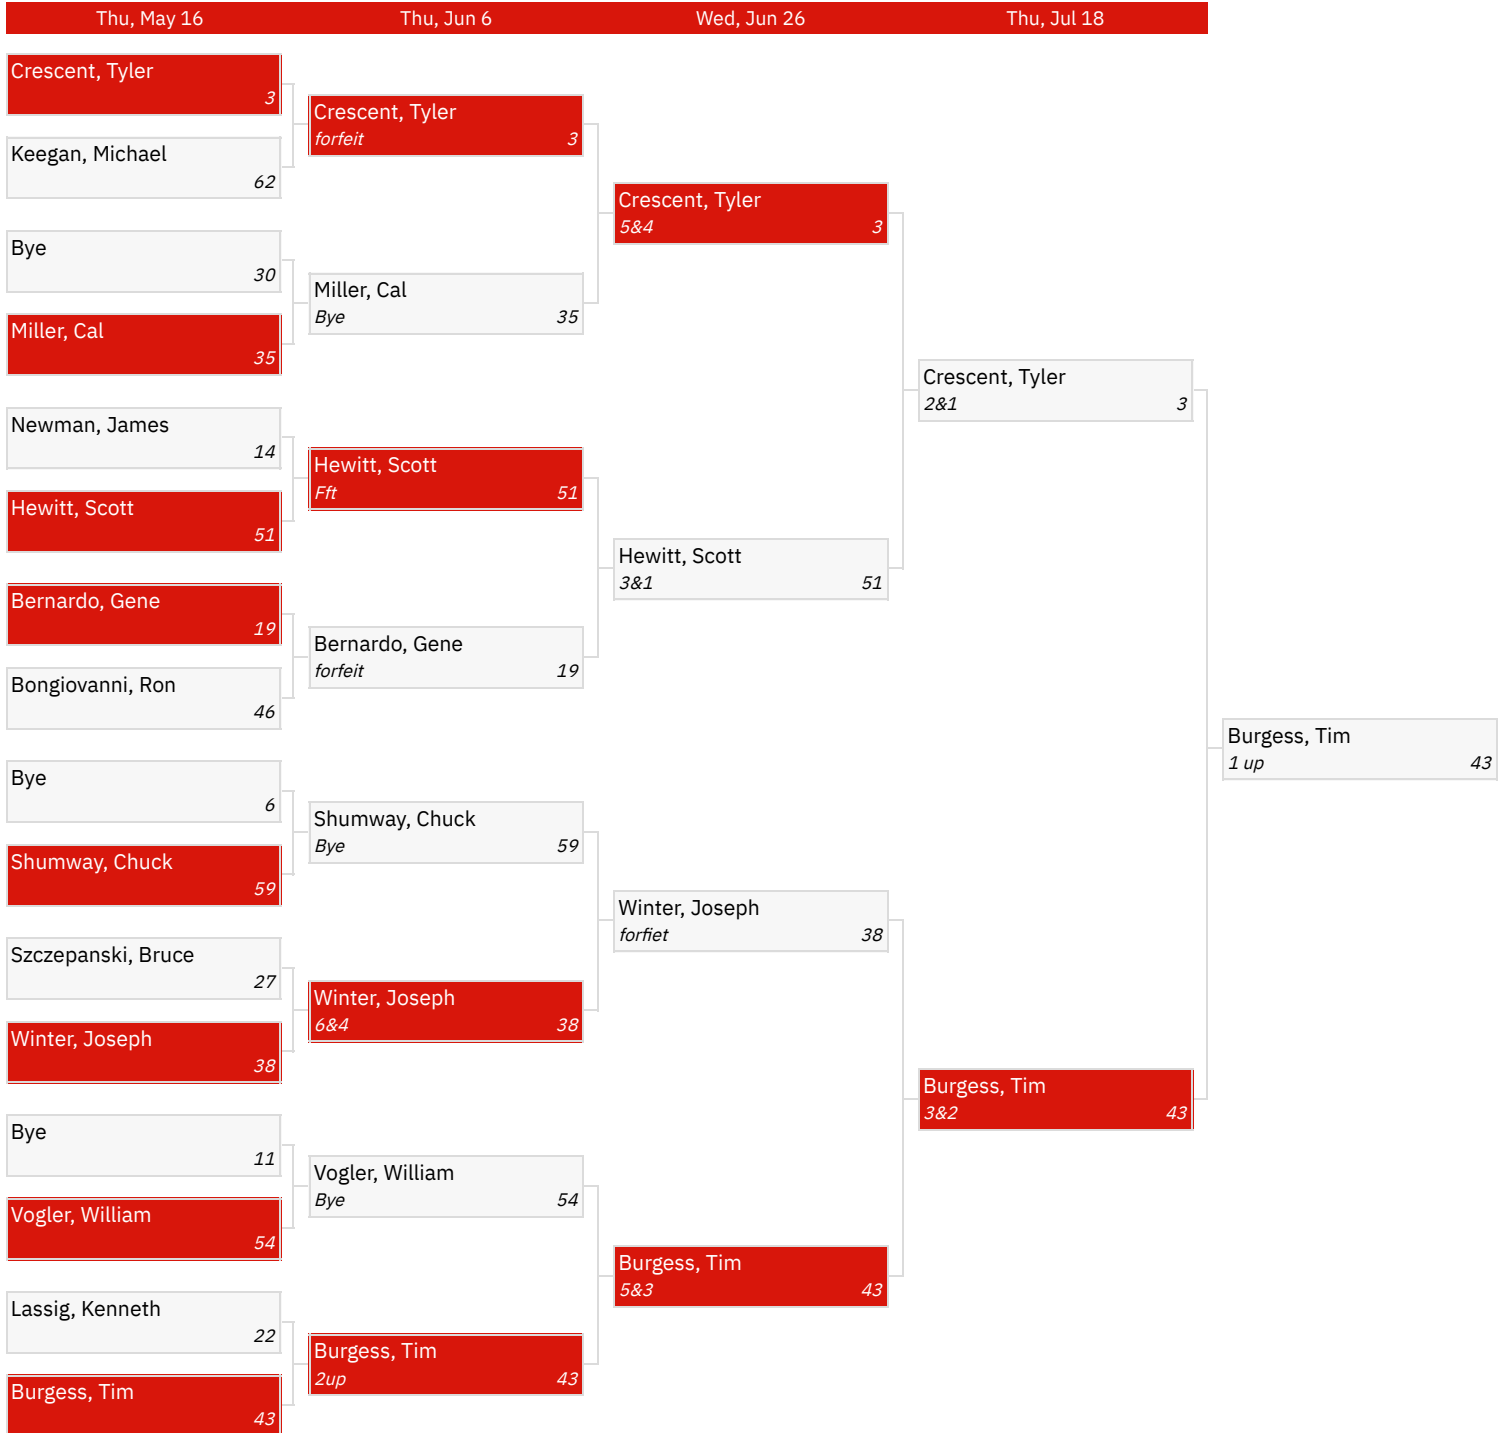 Thu, May 16
Thu, Jun 6
Wed, Jun 26
Thu, Jul 18
Crescent, Tyler
3
Keegan, Michael
62
Bye
30
Miller, Cal
35
Newman, James
14
Hewitt, Scott
51
Bernardo, Gene
19
Bongiovanni, Ron
46
Bye
6
Shumway, Chuck
59
Szczepanski, Bruce
27
Winter, Joseph
38
Bye
11
Vogler, William
54
Lassig, Kenneth
22
Burgess, Tim
43
Crescent, Tyler
forfeit 3
Miller, Cal
Bye 35
Hewitt, Scott
Fft 51
Bernardo, Gene
forfeit 19
Shumway, Chuck
Bye 59
Winter, Joseph
6&4 38
Vogler, William
Bye 54
Burgess, Tim
2up 43
Crescent, Tyler
5&4 3
Hewitt, Scott
3&1 51
Winter, Joseph
forfiet 38
Burgess, Tim
5&3 43
Crescent, Tyler
2&1 3
Burgess, Tim
3&2 43
Burgess, Tim
1 up 43